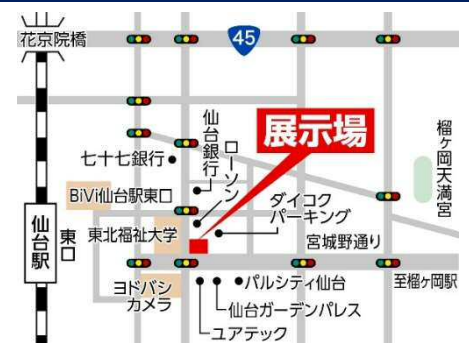 花京院橋
45
仙台銀行
ローソン
展示場
榴ヶ岡天満宮
七十七銀行
BiVi仙台駅東口
ダイコク
パーキング
仙台駅
東口
東北福祉大学
宮城野通り
ヨドバシ
カメラ
パルシティ仙台
至榴ヶ岡駅
仙台ガーデンパレス
ユアテック